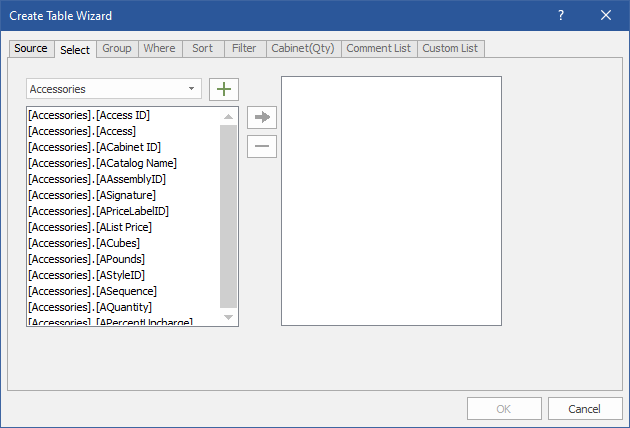 Create Table Wizard ?
Source Select Group Where Sort Filter Cabinet(Qty) Comment List Custom List
Accessories
[Accessories].[Access ID]
[Accessories].[Access]
[Accessories].[ACabinet ID]
[Accessories].[ACatalog Name]
[Accessories].[AAssemblyID]
[Accessories].[ASignature]
[Accessories].[APriceLabelID]
[Accessories].[AList Price]
[Accessories].[ACubes]
[Accessories].[APounds]
[Accessories].[AStyleID]
[Accessories].[ASequence]
[Accessories].[AQuantity]
[Accessories].[APercentUpcharge]
OK Cancel